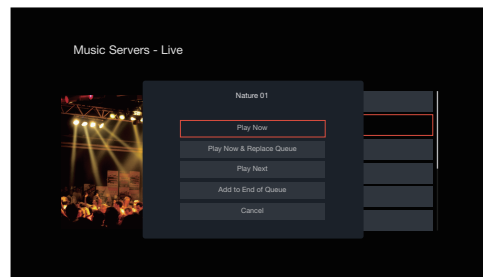 Music Servers - Live
Nature 01
Play Now
Play Now & Replace Queue
Play Next
Add to End of Queue
Cancel